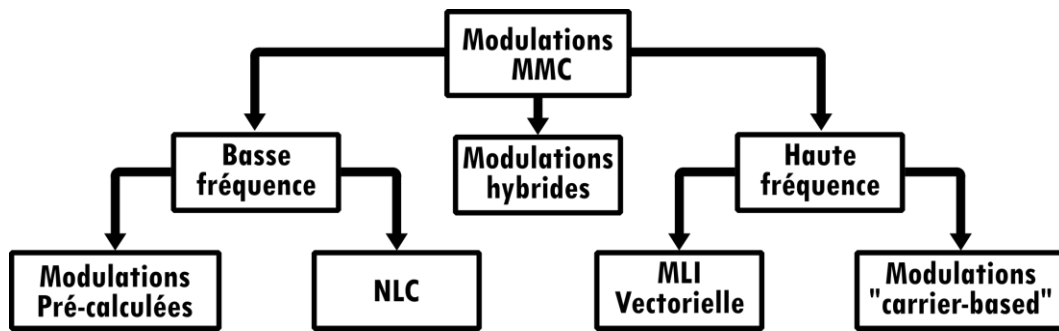 Modulations
MMC
Basse
fréquence
Modulations
hybrides
Haute
fréquence
Modulations
Pré-calculées
NLC
MLI
Vectorielle
Modulations
"carrier-based"